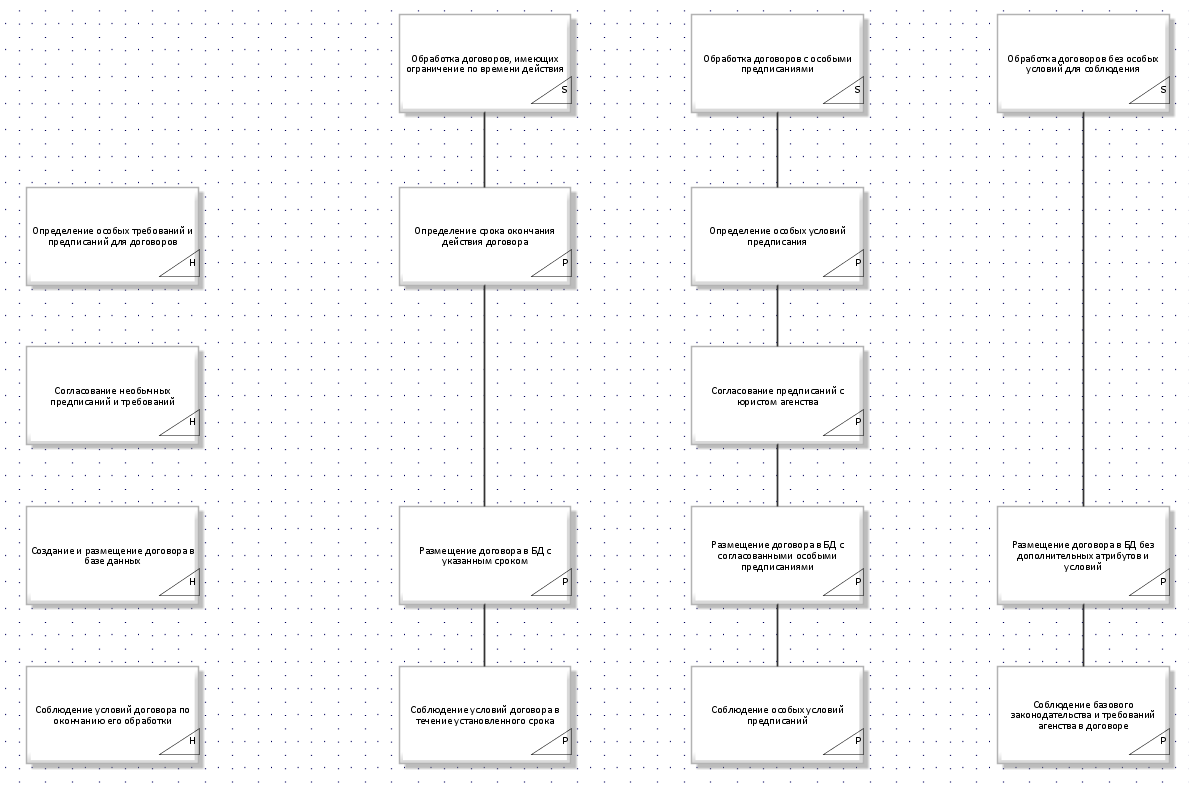 Обработка договоров, имеющих
ограничение по времени действия
S
Обработка договоров с особыми
предписаниями
S
Обработка договоров без особых
условий для соблюдения
S
Определение особых требований и
предписаний для договоров
H
Определение срока окончания
действия договора
P
Определение особых условий
предписания
P
Согласование необычных
предписаний и требований
H
Согласование предписаний с
юристом агенства
P
Создание и размещение договора в
базе данных
H
Размещение договора в БД с
указанным сроком
P
Размещение договора в БД с
согласованными особыми
предписаниями
P
Размещение договора в БД без
дополнительных атрибутов и
условий
P
Соблюдение условий договора по
окончанию его обработки
H
Соблюдение условий договора в
течение установленного срока
P
Соблюдение особых условий
предписаний
P
Соблюдение базового
законодательства и требований
агенства в договоре
P